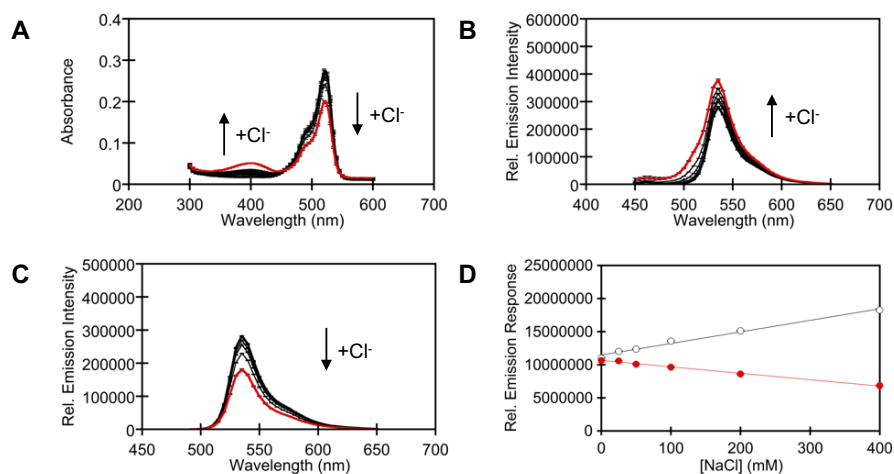 A
Absorbance
0.4
0.3
0.2
0.1
0
+Cl-
+Cl-
200 300 400 500 600 700
Wavelength (nm)
B
Rel. Emission Intensity
600000
500000
400000
300000
200000
100000
0
+Cl-
400 450 500 550 600 650 700
Wavelength (nm)
C
Rel. Emission Intensity
500000
400000
300000
200000
100000
0
+Cl-
450 500 550 600 650 700
Wavelength (nm)
D
Rel. Emission Response
25000000
20000000
15000000
10000000
5000000
0
0 100 200 300 400
[NaCl] (mM)